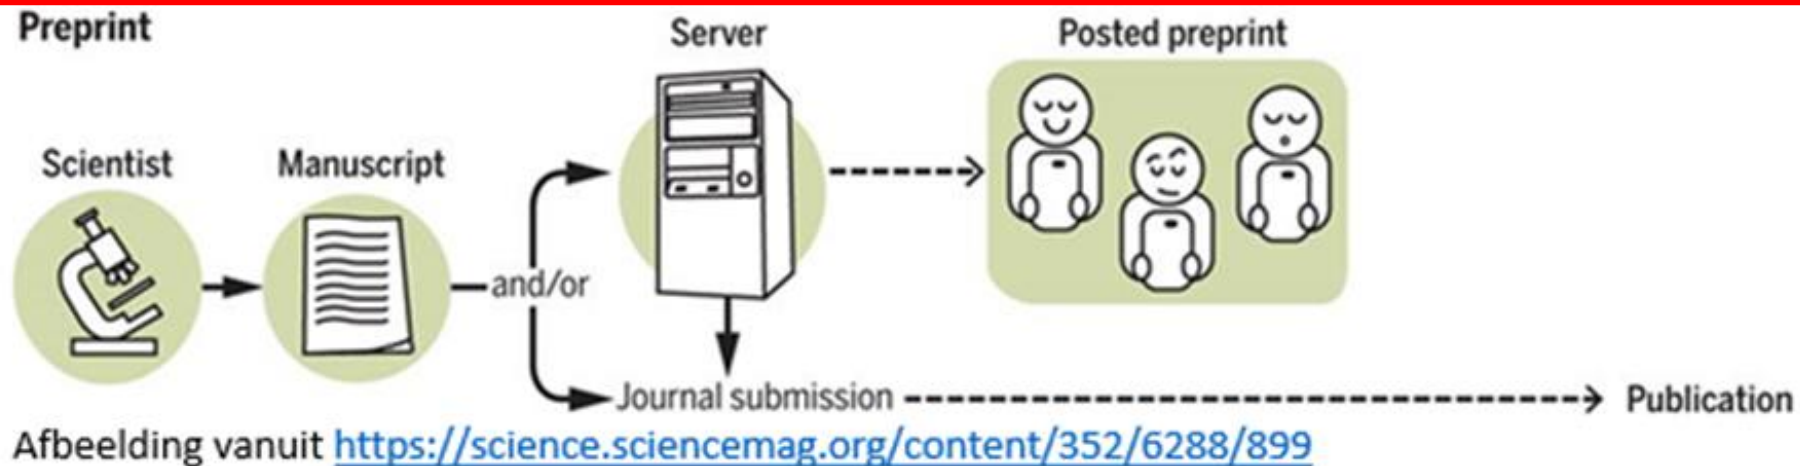 Preprint
Server
Posted preprint
Scientist
Manuscript
and/or
Journal submission
Publication
Afbeelding vanuit https://science.sciencemag.org/content/352/6288/899